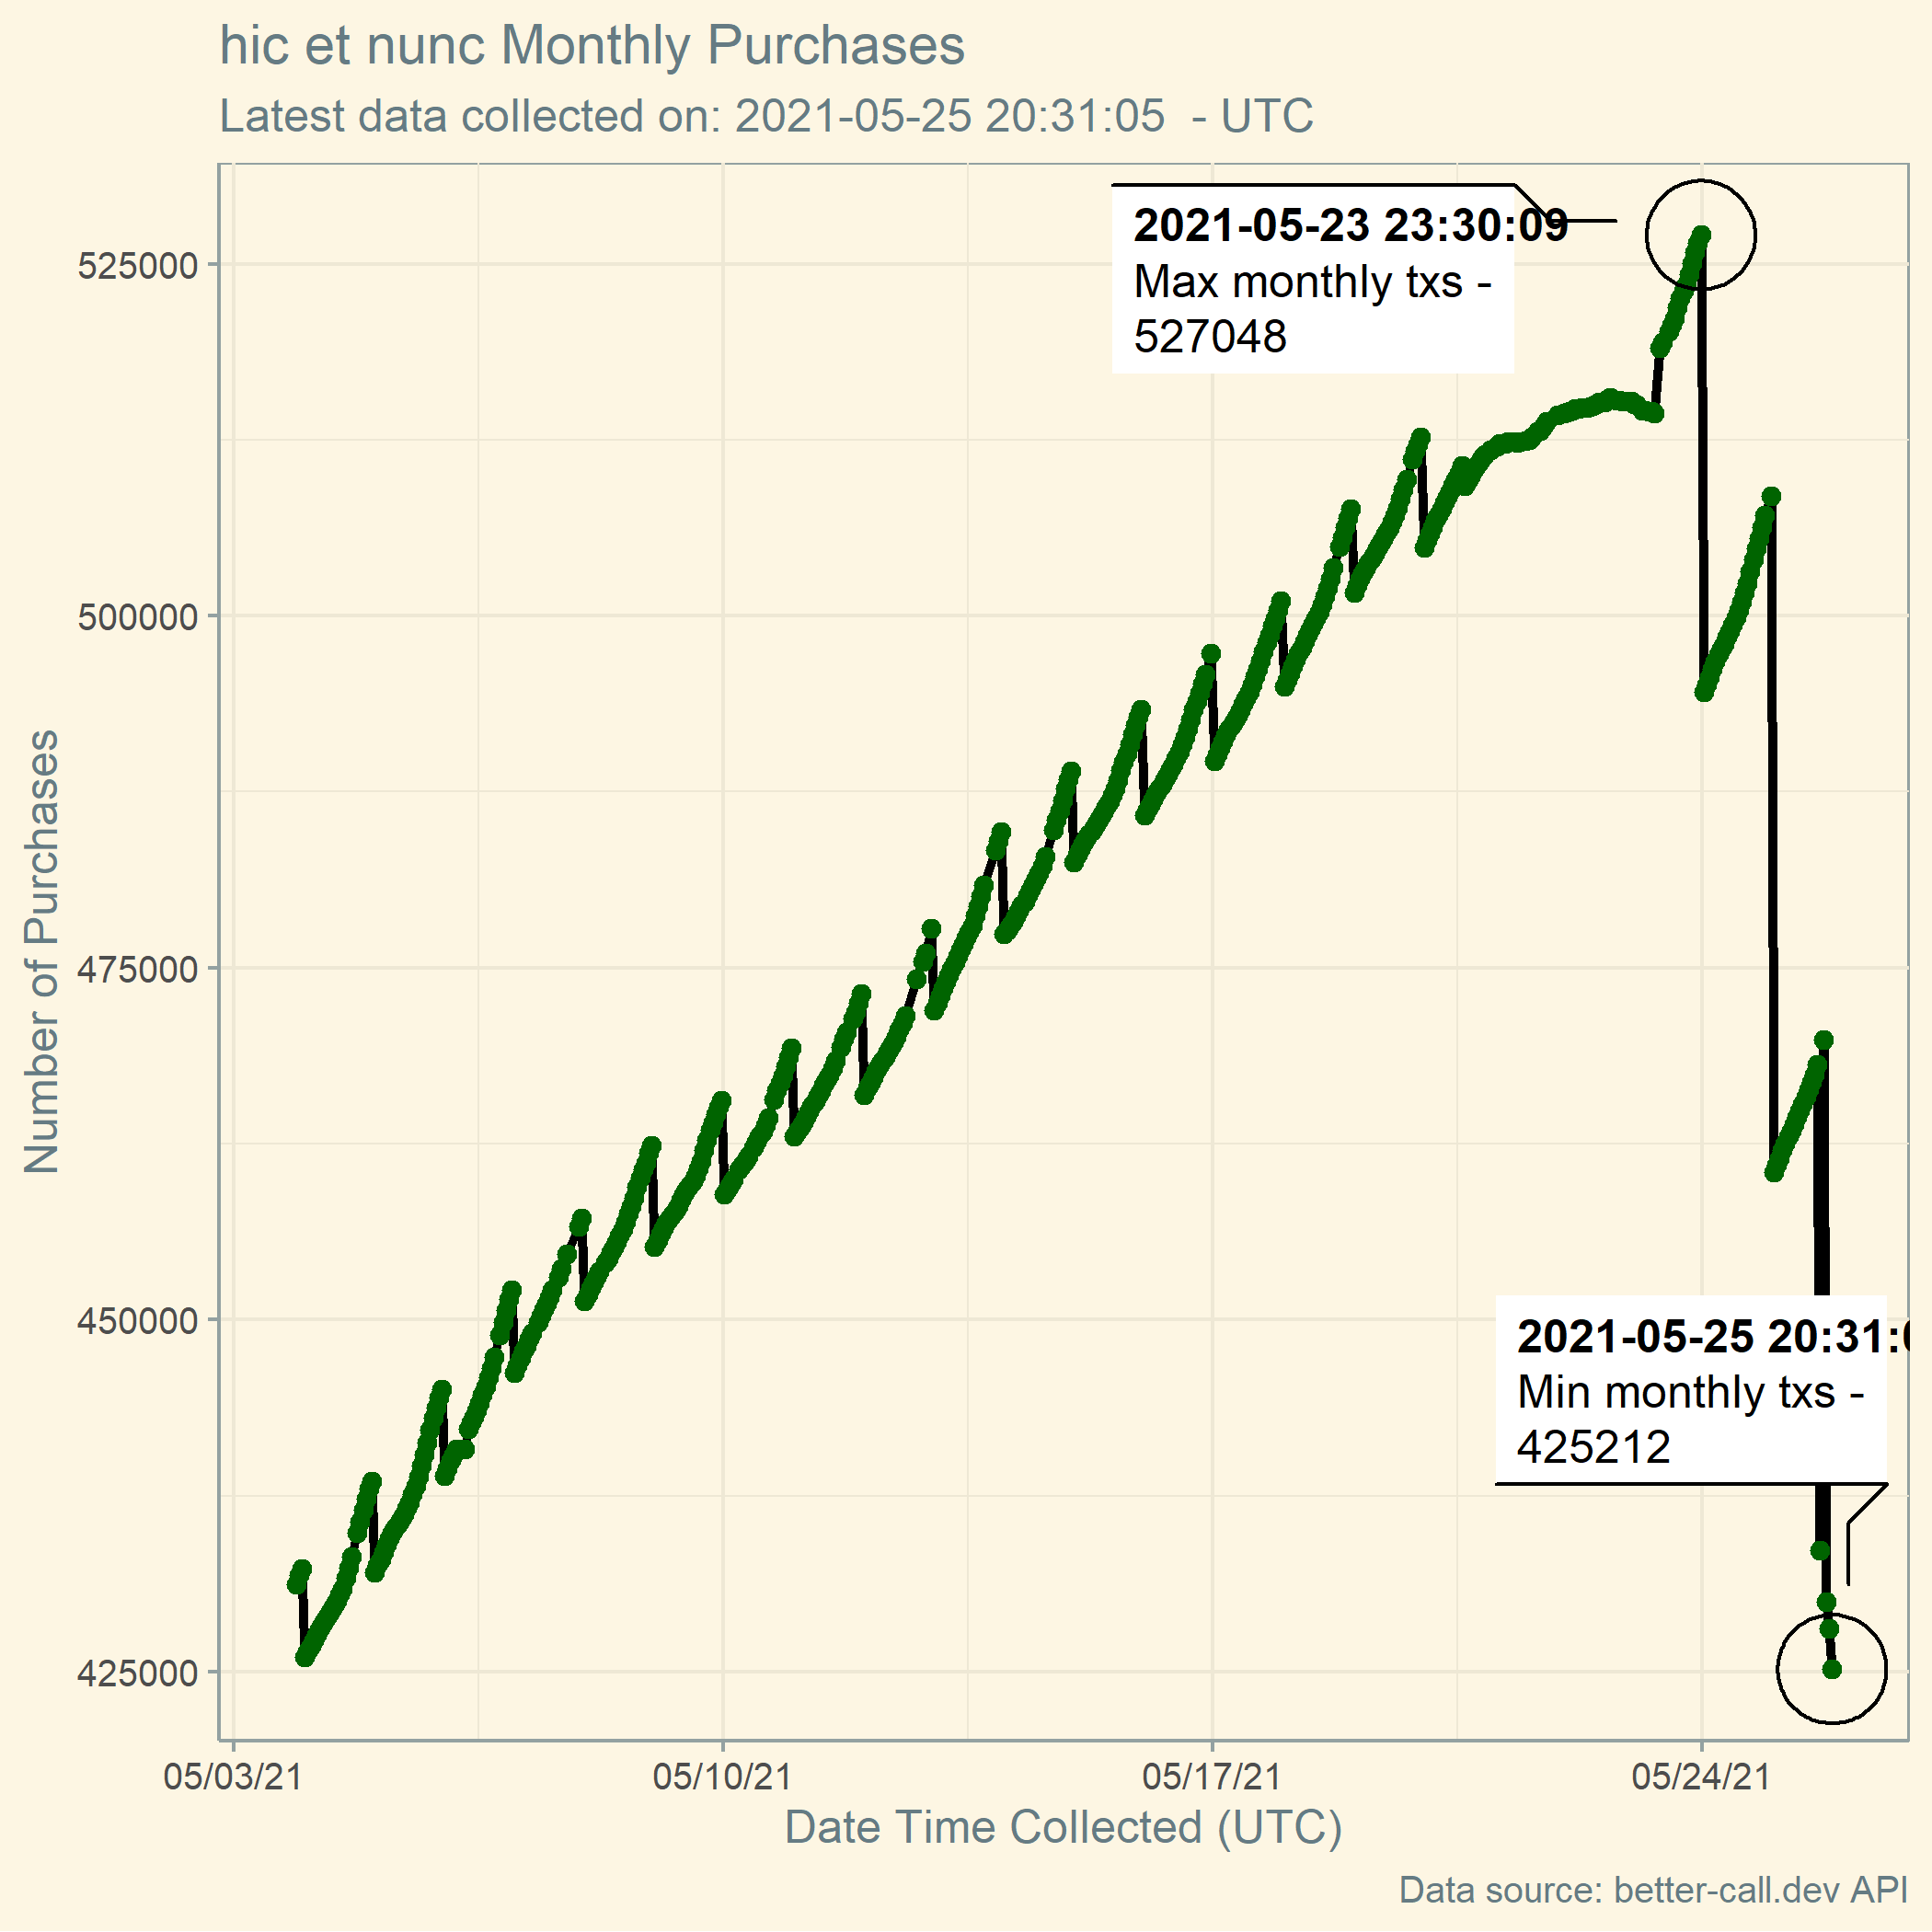 hic et nunc Monthly Purchases
Latest data collected on: 2021-05-25 20:31:05  - UTC
2021-05-23 23:30:09
Max monthly txs -
527048
525000
500000
475000
450000
425000
Number of Purchases
2021-05-25 20:31:0
Min monthly txs -
425212
05/03/21
05/10/21
05/17/21
05/24/21
Date Time Collected (UTC)
Data source: better-call.dev API